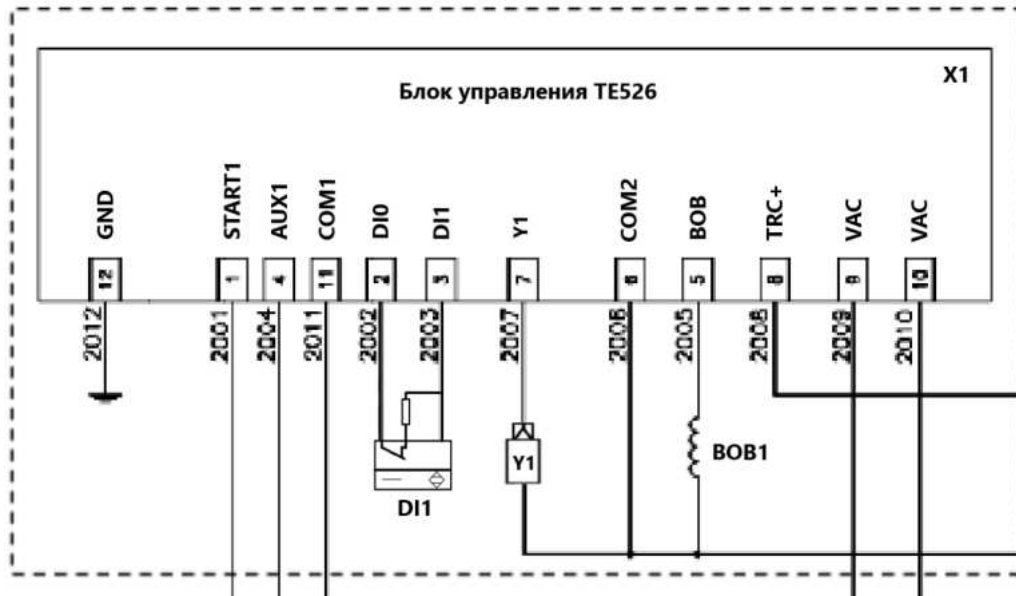 X1
Блок управления TE526
GND
START1
AUX1
COM1
DI0
DI1
Y1
COM2
BOB
TRC+
VAC
VAC
12
1
4
11
2
3
7
6
5
8
9
10
2012
2001
2004
2011
2002
2003
2007
2006
2005
2008
2009
2010
Y1
BOB1
DI1